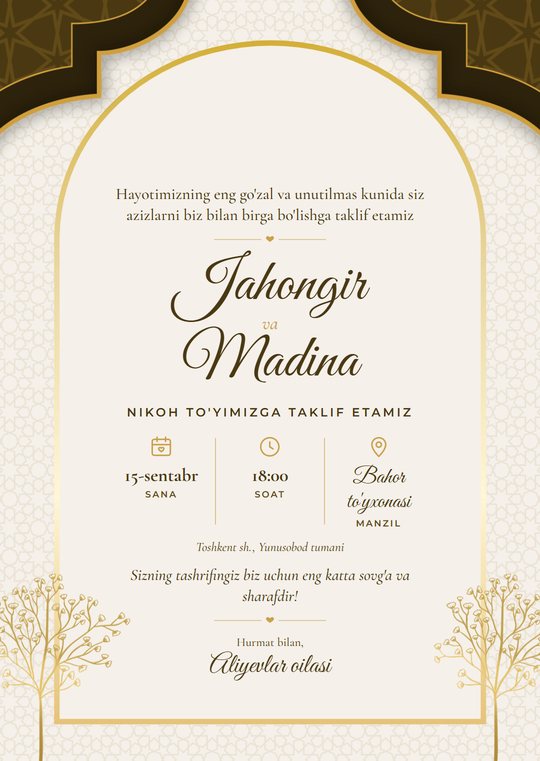 Hayotimizning eng go'zal va unutilmas kunida siz
azizlarni biz bilan birga bo'lishga taklif etamiz
Jahongir
va
Madina
NIKOH TO'YIMIZGA TAKLIF ETAMIZ
15-sentabr
SANA
18:00
SOAT
Bahor
to'yxonasi
MANZIL
Toshkent sh., Yunusobod tumani
Sizning tashrifingiz biz uchun eng katta sovg'a va
sharafdir!
Hurmat bilan,
Aliyevlar oilasi